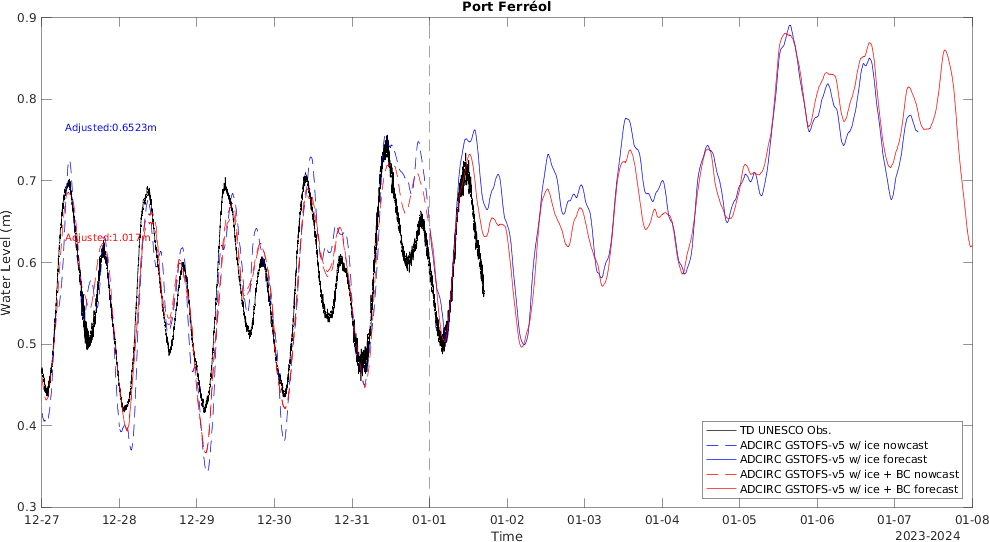 Port Ferréol
0.9
0.8
0.7
0.6
0.5
0.4
0.3
Water Level (m)
Adjusted:0.6523m
Adjusted:1.017m
TD UNESCO Obs.
ADCIRC GSTOFS-v5 w/ ice nowcast
ADCIRC GSTOFS-v5 w/ ice forecast
ADCIRC GSTOFS-v5 w/ ice + BC nowcast
ADCIRC GSTOFS-v5 w/ ice + BC forecast
12-27 12-28 12-29 12-30 12-31 01-01 01-02 01-03 01-04 01-05 01-06 01-07 01-08
Time
2023-2024